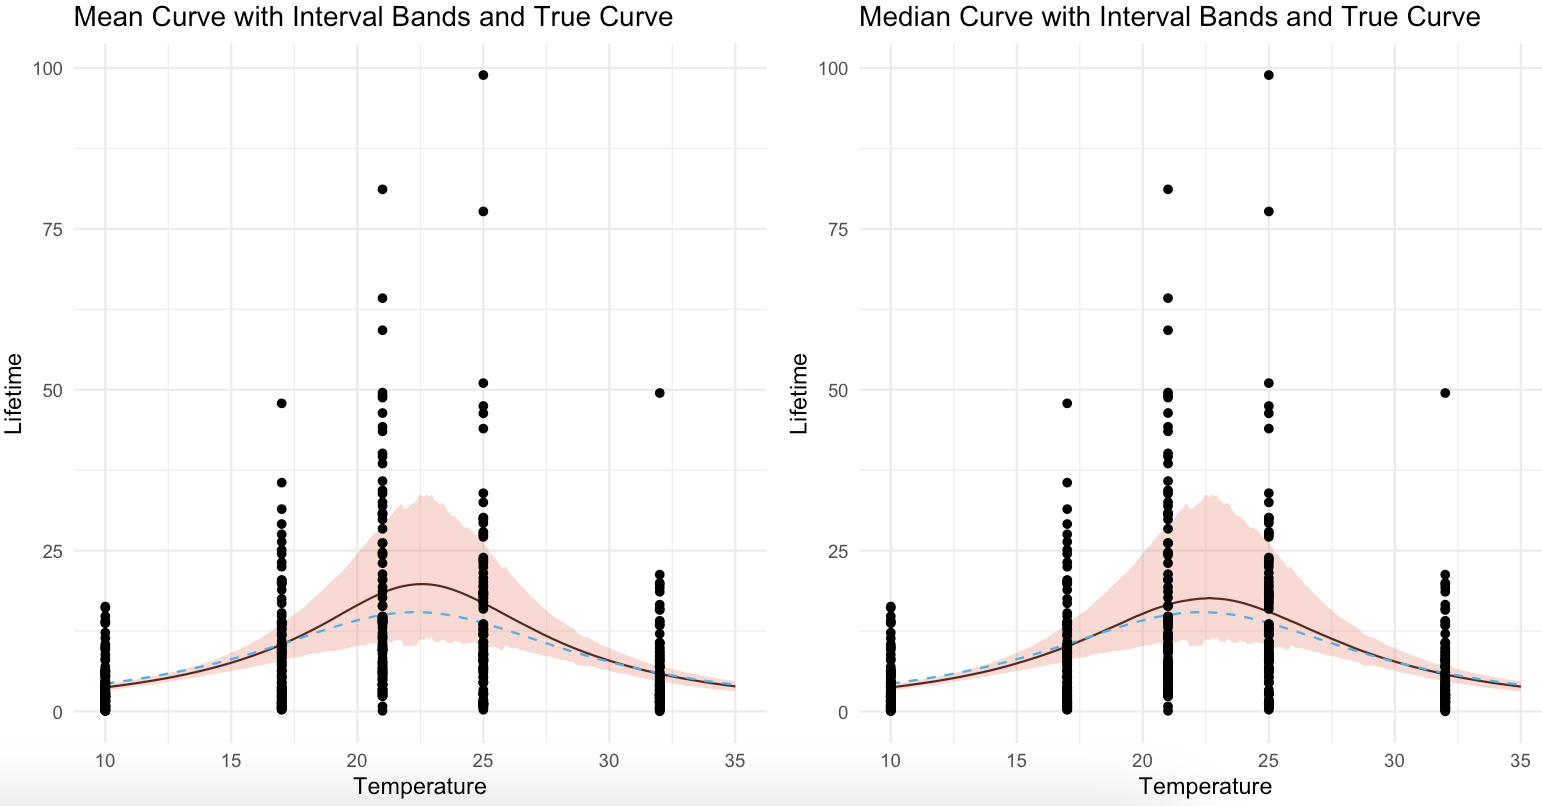 Mean Curve with Interval Bands and True Curve
100
75
50
25
0
Lifetime
10 15 20 25 30 35
Temperature
Median Curve with Interval Bands and True Curve
100
75
50
25
0
Lifetime
10 15 20 25 30 35
Temperature